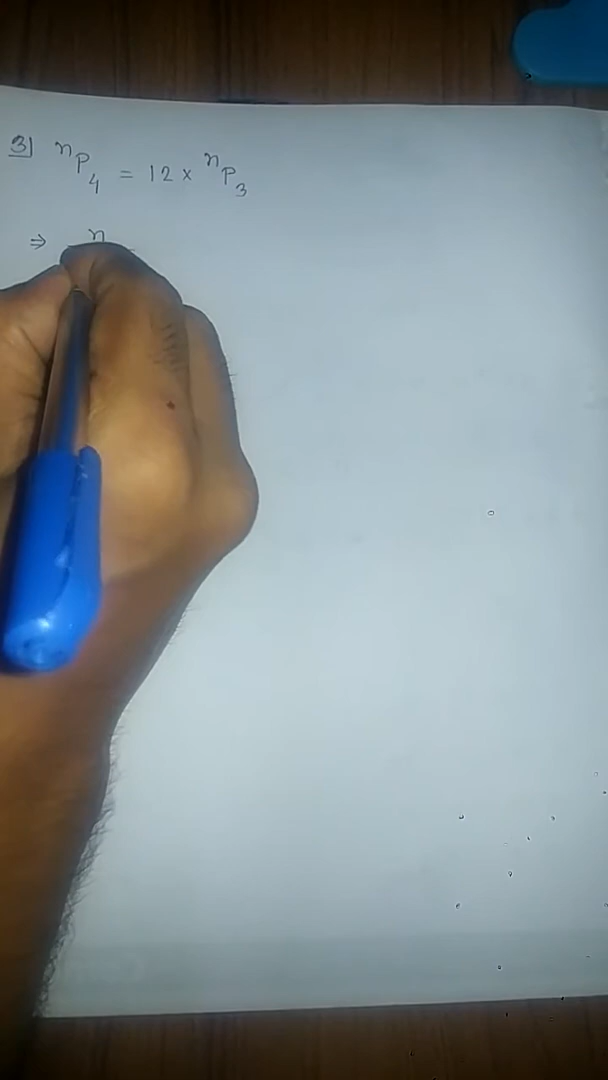 3) ⁿP₄ = 12 × ⁿP₃
⇒ n